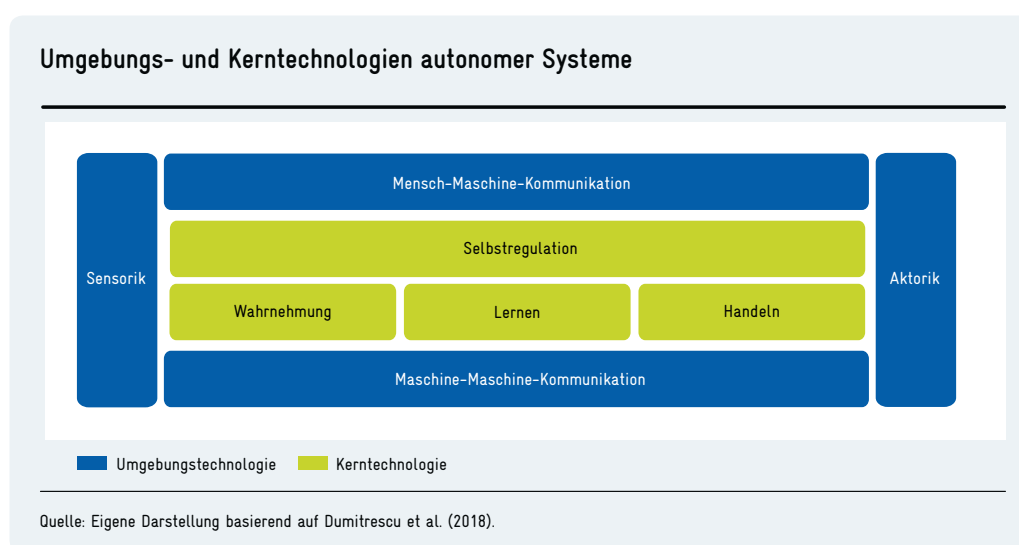 Umgebungs- und Kerntechnologien autonomer Systeme
Mensch-Maschine-Kommunikation
Selbstregulation
Sensorik
Aktorik
Wahrnehmung
Lernen
Handeln
Maschine-Maschine-Kommunikation
Umgebungstechnologie
Kerntechnologie
Quelle: Eigene Darstellung basierend auf Dumitrescu et al. (2018).